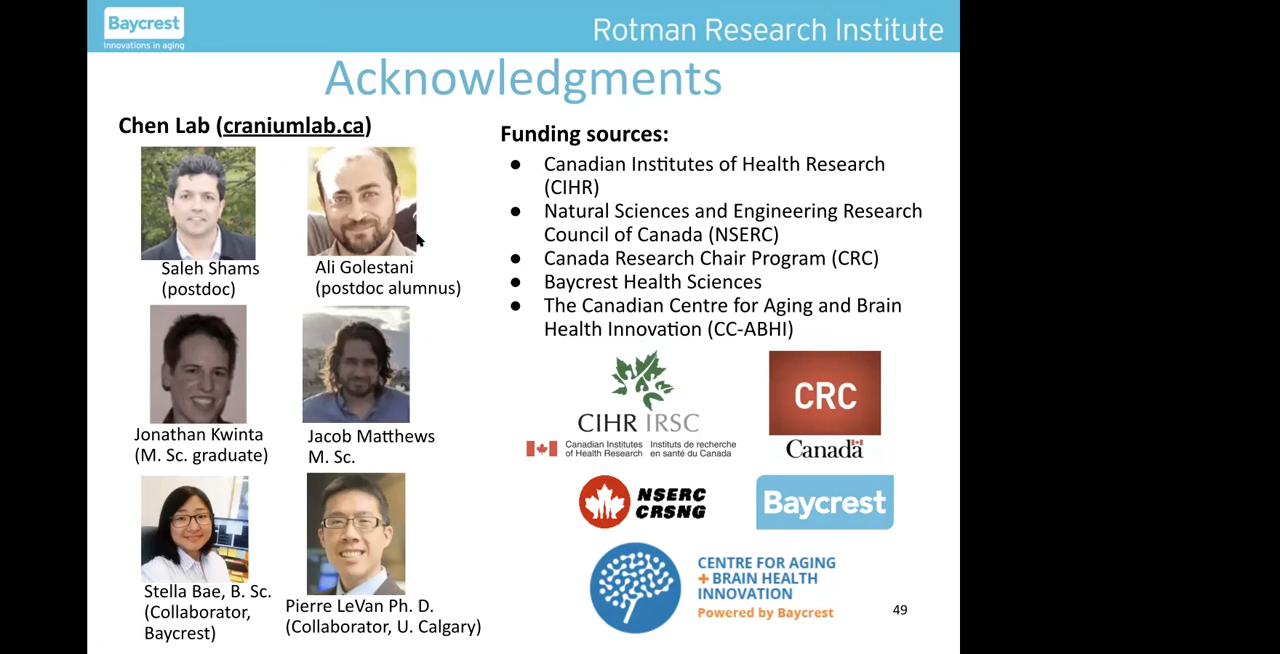 Baycrest
Innovations in aging
Rotman Research Institute
Acknowledgments
Chen Lab (craniumlab.ca)
Saleh Shams
(postdoc)
Ali Golestani
(postdoc alumnus)
Jonathan Kwinta
(M. Sc. graduate)
Jacob Matthews
M. Sc.
Stella Bae, B. Sc.
(Collaborator,
Baycrest)
Pierre LeVan Ph. D.
(Collaborator, U. Calgary)
Funding sources:
● Canadian Institutes of Health Research
(CIHR)
● Natural Sciences and Engineering Research
Council of Canada (NSERC)
● Canada Research Chair Program (CRC)
● Baycrest Health Sciences
● The Canadian Centre for Aging and Brain
Health Innovation (CC-ABHI)
CIHR IRSC
Canadian Institutes
of Health Research
Instituts de recherche
en santé du Canada
CRC
Canada
NSERC
CRSNG
Baycrest
CENTRE FOR AGING
+ BRAIN HEALTH
INNOVATION
Powered by Baycrest
49